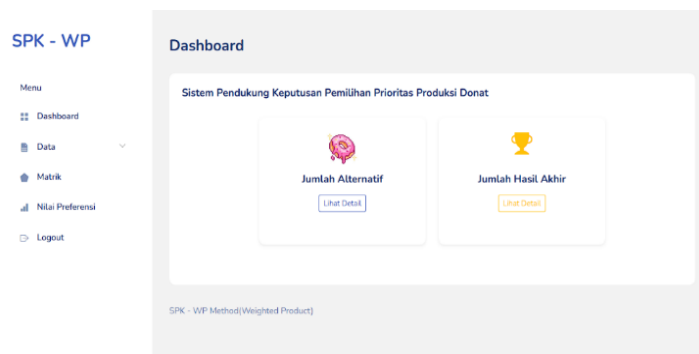 SPK - WP
Menu
Dashboard
Data
Matrik
Nilai Preferensi
Logout
Dashboard
Sistem Pendukung Keputusan Pemilihan Prioritas Produksi Donat
Jumlah Alternatif
Lihat Detail
Jumlah Hasil Akhir
Lihat Detail
SPK - WP Method(Weighted Product)